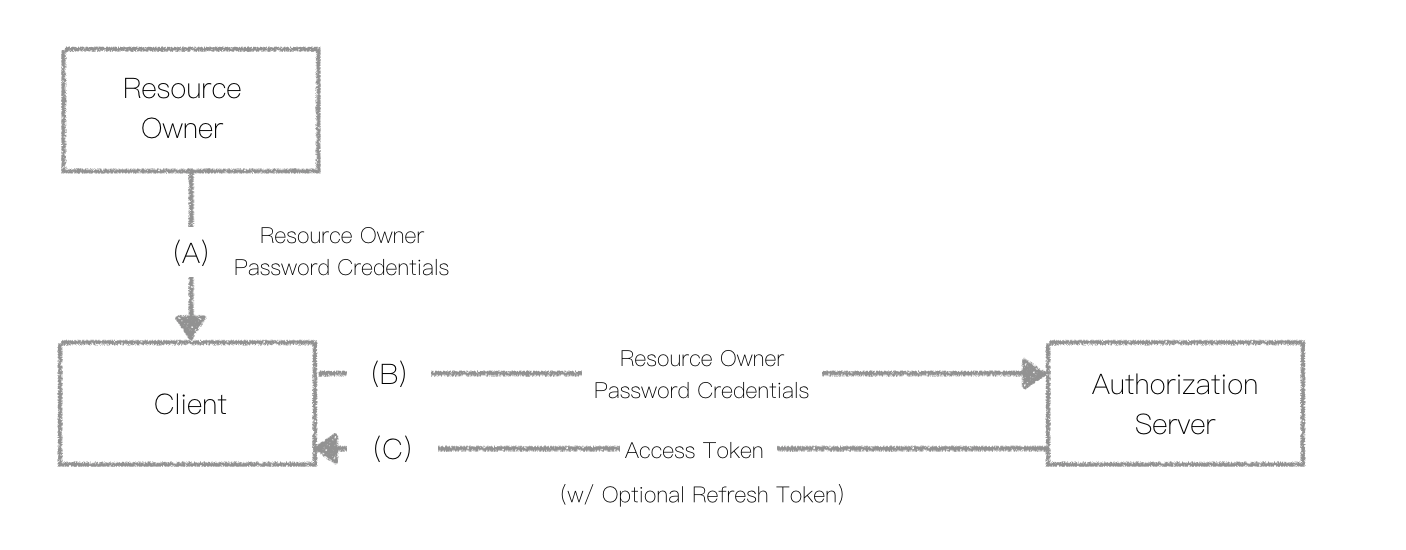 Resource
Owner
(A)
Resource Owner
Password Credentials
Client
(B)
Resource Owner
Password Credentials
Authorization
Server
(C)
Access Token
(w/ Optional Refresh Token)